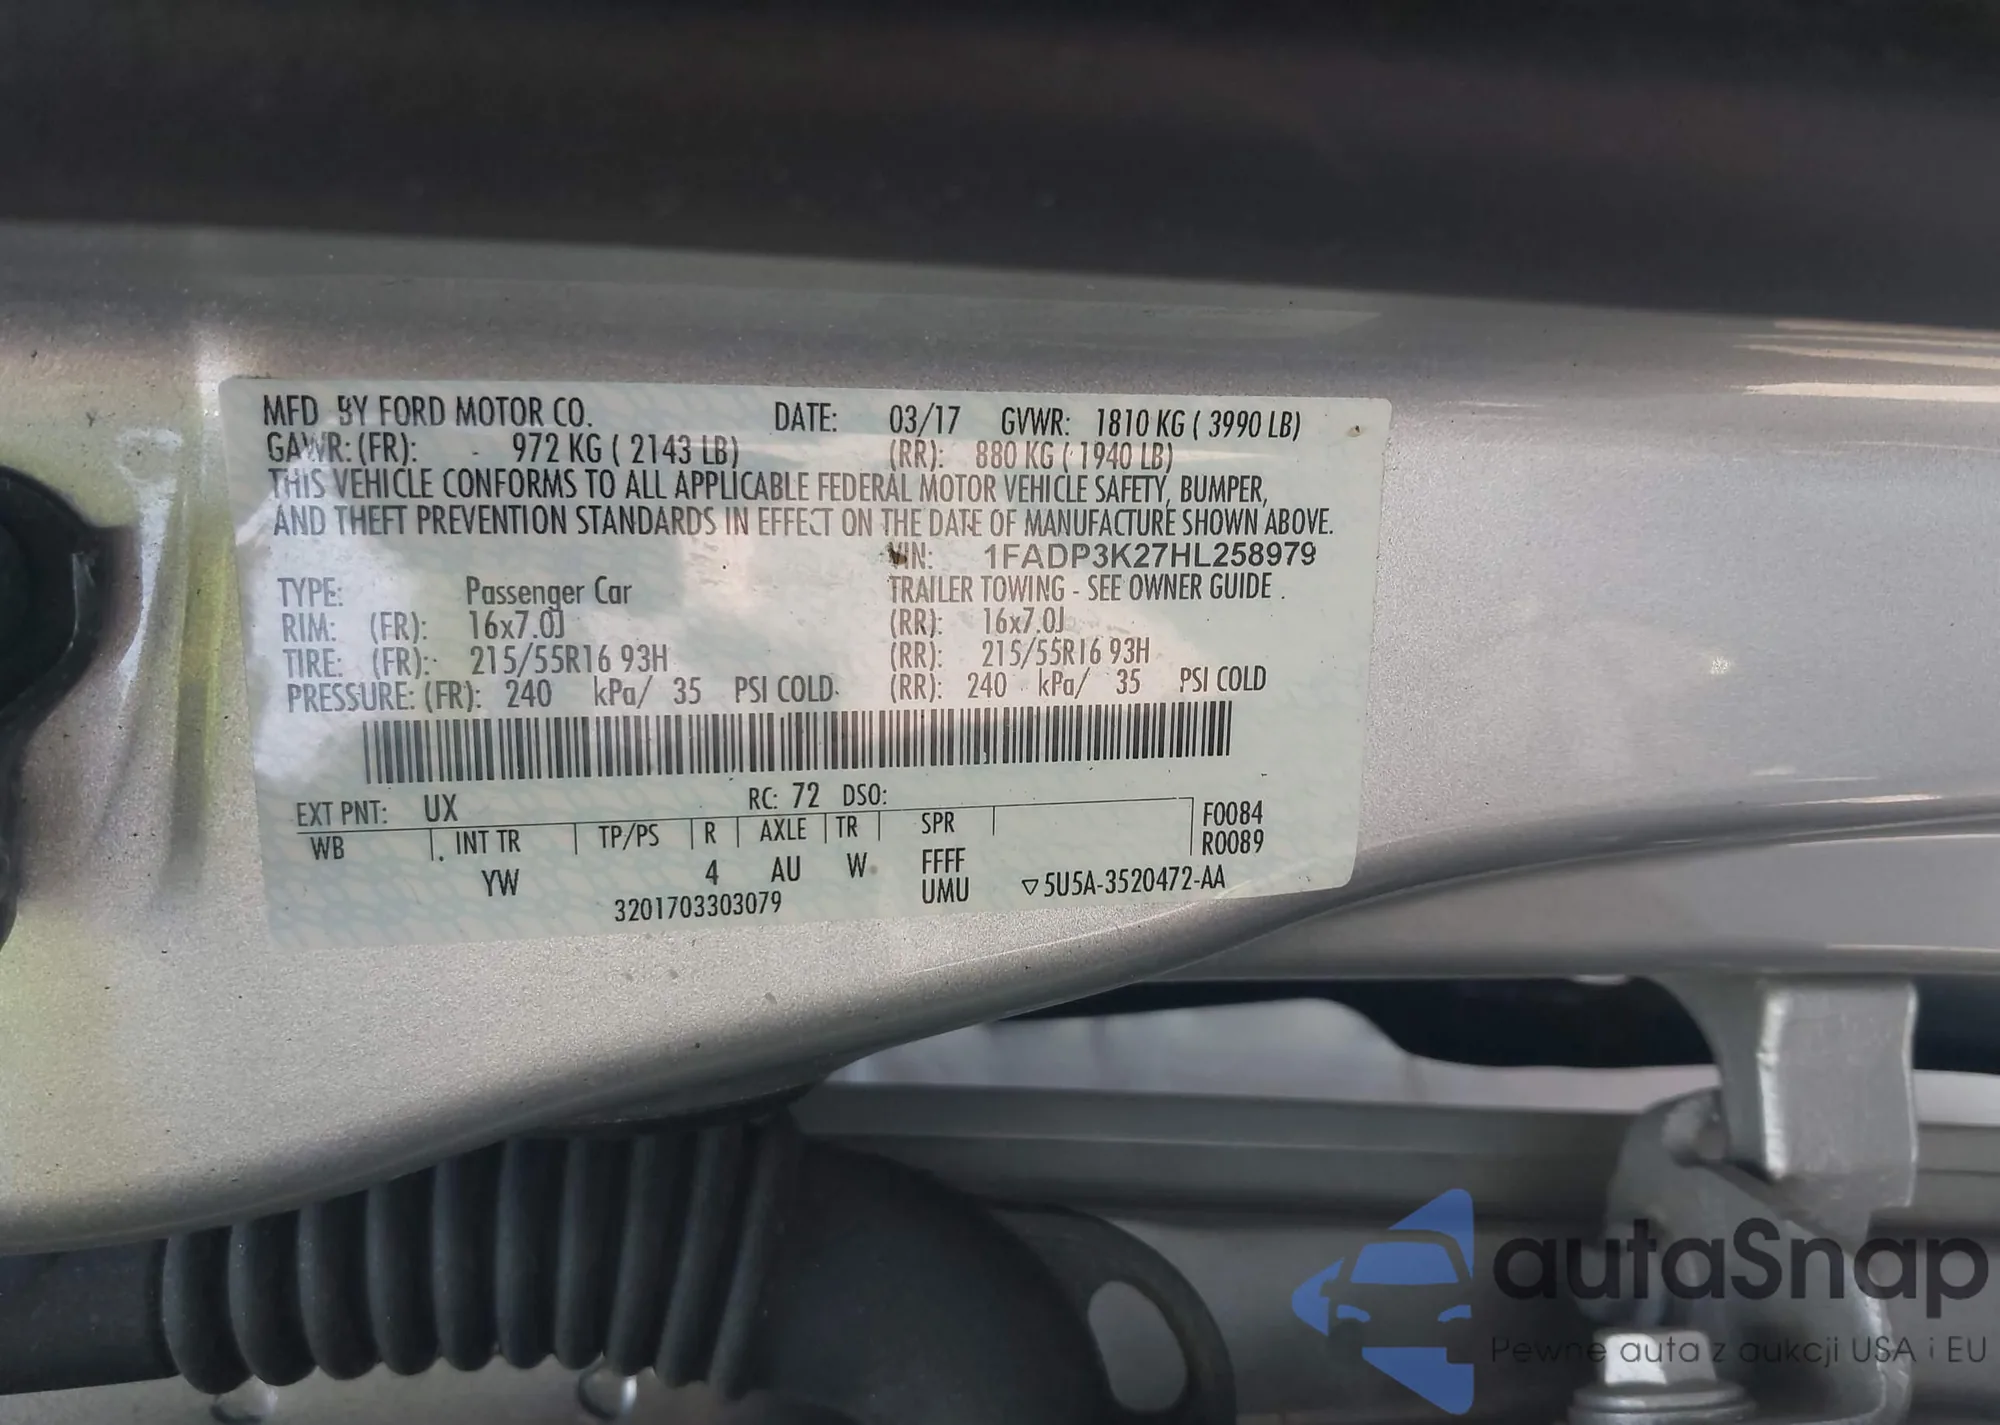 MFD BY FORD MOTOR CO. DATE: 03/17 GVWR: 1810 KG ( 3990 LB)
GAWR: (FR): 972 KG ( 2143 LB) (RR): 880 KG ( 1940 LB)
THIS VEHICLE CONFORMS TO ALL APPLICABLE FEDERAL MOTOR VEHICLE SAFETY, BUMPER,
AND THEFT PREVENTION STANDARDS IN EFFECT ON THE DATE OF MANUFACTURE SHOWN ABOVE.
VIN: 1FADP3K27HL258979
TYPE: Passenger Car TRAILER TOWING - SEE OWNER GUIDE .
RIM: (FR): 16x7.0J (RR): 16x7.0J
TIRE: (FR): 215/55R16 93H (RR): 215/55R16 93H
PRESSURE: (FR): 240 kPa/ 35 PSI COLD (RR): 240 kPa/ 35 PSI COLD
EXT PNT: UX RC: 72 DSO: F0084
WB INT TR TP/PS R AXLE TR SPR R0089
YW 4 AU W FFFF
3201703303079 UMU ▽5U5A-3520472-AA
autaSnap
Pewne auta z aukcji USA i EU